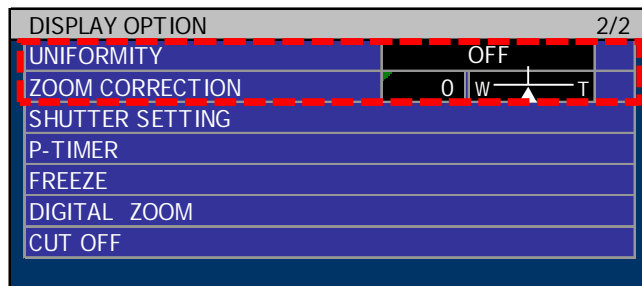 DISPLAY OPTION 2/2
UNIFORMITY OFF
ZOOM CORRECTION 0 W T
SHUTTER SETTING
P-TIMER
FREEZE
DIGITAL ZOOM
CUT OFF